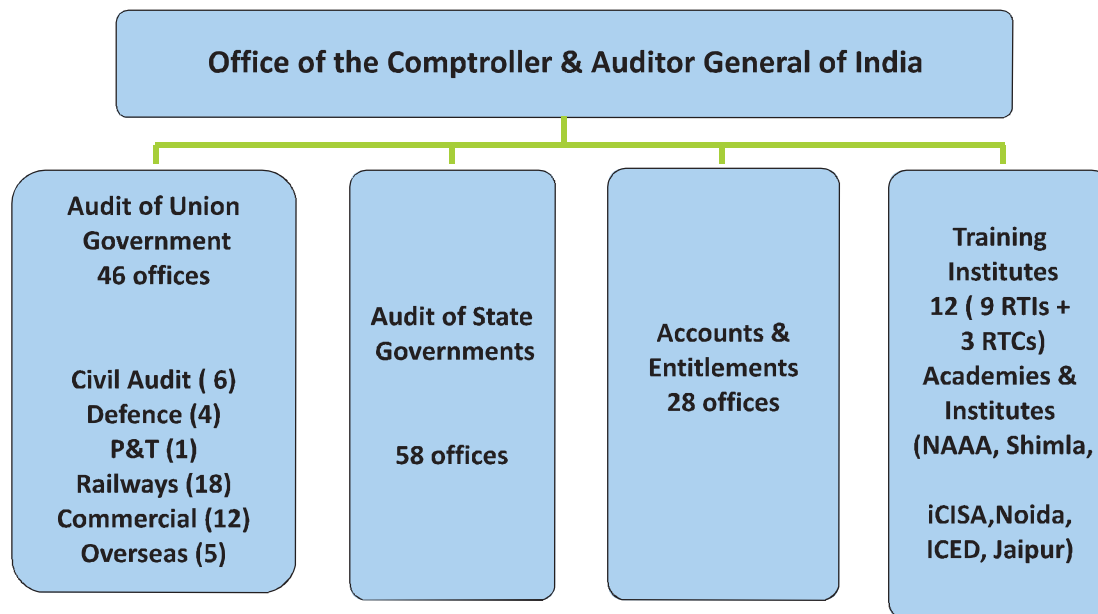 Office of the Comptroller & Auditor General of India
Audit of Union
Government
46 offices
Civil Audit ( 6)
Defence (4)
P&T (1)
Railways (18)
Commercial (12)
Overseas (5)
Audit of State
Governments
58 offices
Accounts &
Entitlements
28 offices
Training
Institutes
12 ( 9 RTIs +
3 RTCs)
Academies &
Institutes
(NAAA, Shimla,
iCISA,Noida,
ICED, Jaipur)